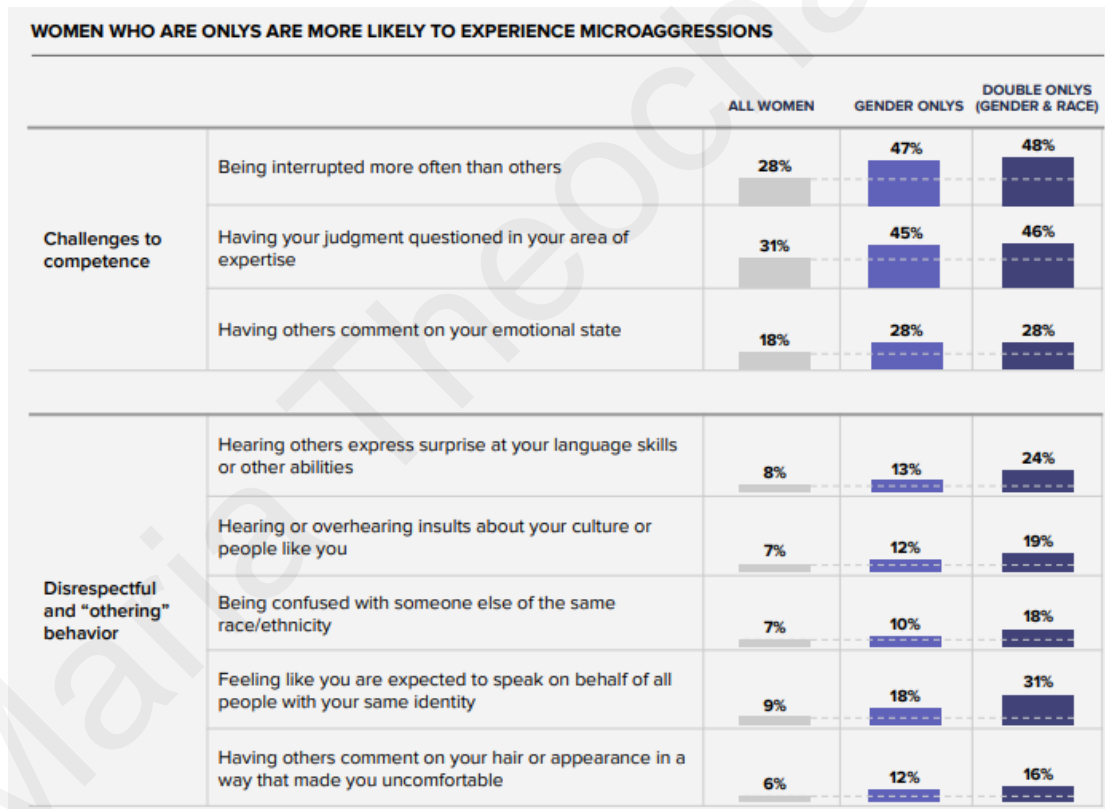 WOMEN WHO ARE ONLYS ARE MORE LIKELY TO EXPERIENCE MICROAGGRESSIONS
ALL WOMEN GENDER ONLYS DOUBLE ONLYS
(GENDER & RACE)
Challenges to
competence
Being interrupted more often than others
28% 47% 48%
Having your judgment questioned in your area of
expertise
31% 45% 46%
Having others comment on your emotional state
18% 28% 28%
Disrespectful
and “othering”
behavior
Hearing others express surprise at your language skills
or other abilities
8% 13% 24%
Hearing or overhearing insults about your culture or
people like you
7% 12% 19%
Being confused with someone else of the same
race/ethnicity
7% 10% 18%
Feeling like you are expected to speak on behalf of all
people with your same identity
9% 18% 31%
Having others comment on your hair or appearance in a
way that made you uncomfortable
6% 12% 16%
Maria